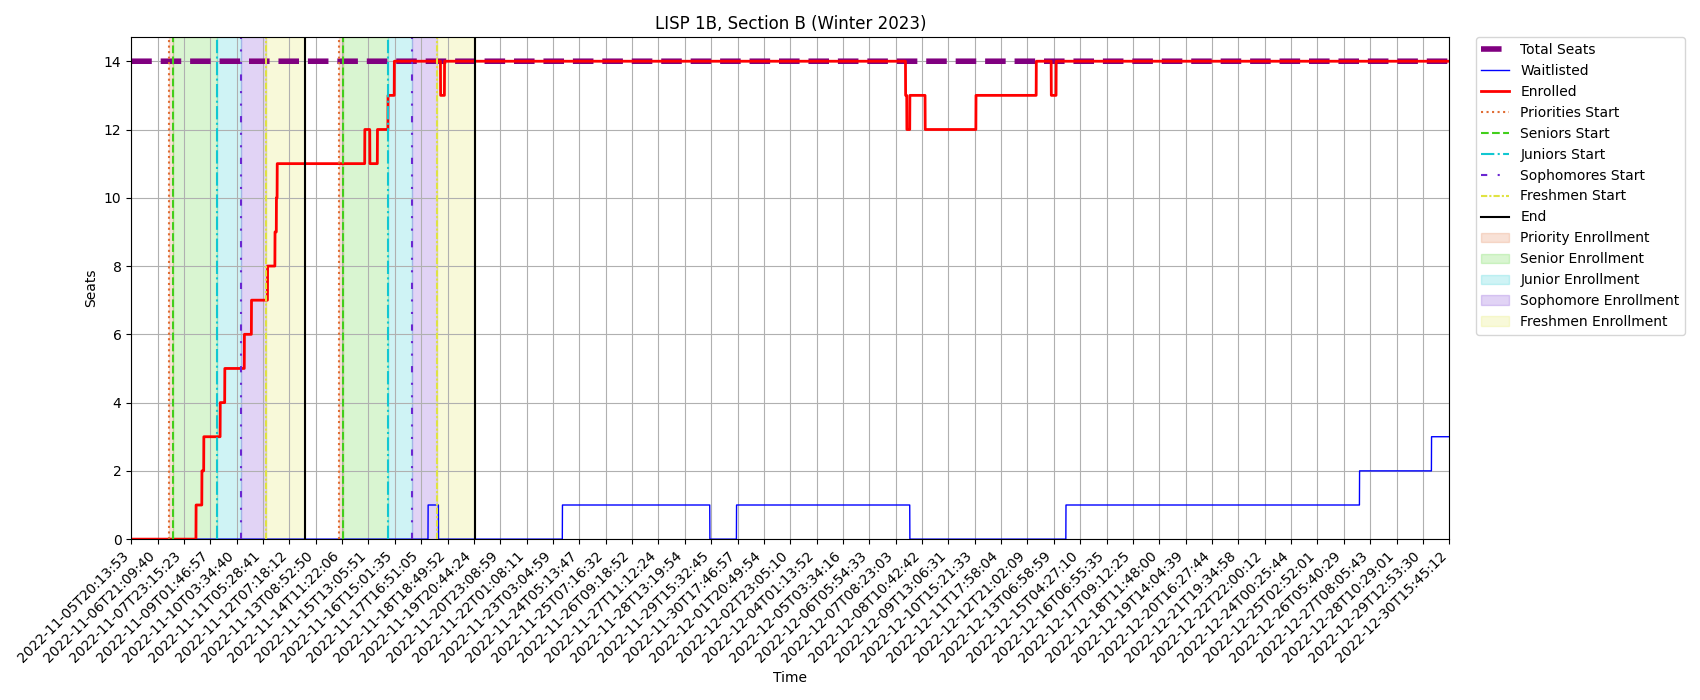 LISP 1B, Section B (Winter 2023)
Seats
14
12
10
8
6
4
2
0
2022-11-05T20:13:53
2022-11-06T21:09:40
2022-11-07T23:15:23
2022-11-09T01:46:57
2022-11-10T03:34:40
2022-11-11T05:28:41
2022-11-12T07:18:12
2022-11-13T08:52:50
2022-11-14T11:22:06
2022-11-15T13:05:51
2022-11-16T15:01:35
2022-11-17T16:51:05
2022-11-18T18:49:52
2022-11-19T20:44:24
2022-11-20T23:08:59
2022-11-22T01:08:11
2022-11-23T03:04:59
2022-11-24T05:13:47
2022-11-25T07:16:32
2022-11-26T09:18:52
2022-11-27T11:12:24
2022-11-28T13:19:54
2022-11-29T15:32:45
2022-11-30T17:46:57
2022-12-01T20:49:54
2022-12-02T23:05:10
2022-12-04T01:13:52
2022-12-05T03:34:16
2022-12-06T05:54:33
2022-12-07T08:23:03
2022-12-08T10:42:42
2022-12-09T13:06:31
2022-12-10T15:21:33
2022-12-11T17:58:04
2022-12-12T21:02:09
2022-12-13T06:58:59
2022-12-15T04:27:10
2022-12-16T06:55:35
2022-12-17T09:12:25
2022-12-18T11:48:00
2022-12-19T14:04:39
2022-12-20T16:27:44
2022-12-21T19:34:58
2022-12-22T22:00:12
2022-12-24T00:25:44
2022-12-25T02:52:01
2022-12-26T05:40:29
2022-12-27T08:05:43
2022-12-28T10:29:01
2022-12-29T12:53:30
2022-12-30T15:45:12
Time
Total Seats
Waitlisted
Enrolled
Priorities Start
Seniors Start
Juniors Start
Sophomores Start
Freshmen Start
End
Priority Enrollment
Senior Enrollment
Junior Enrollment
Sophomore Enrollment
Freshmen Enrollment